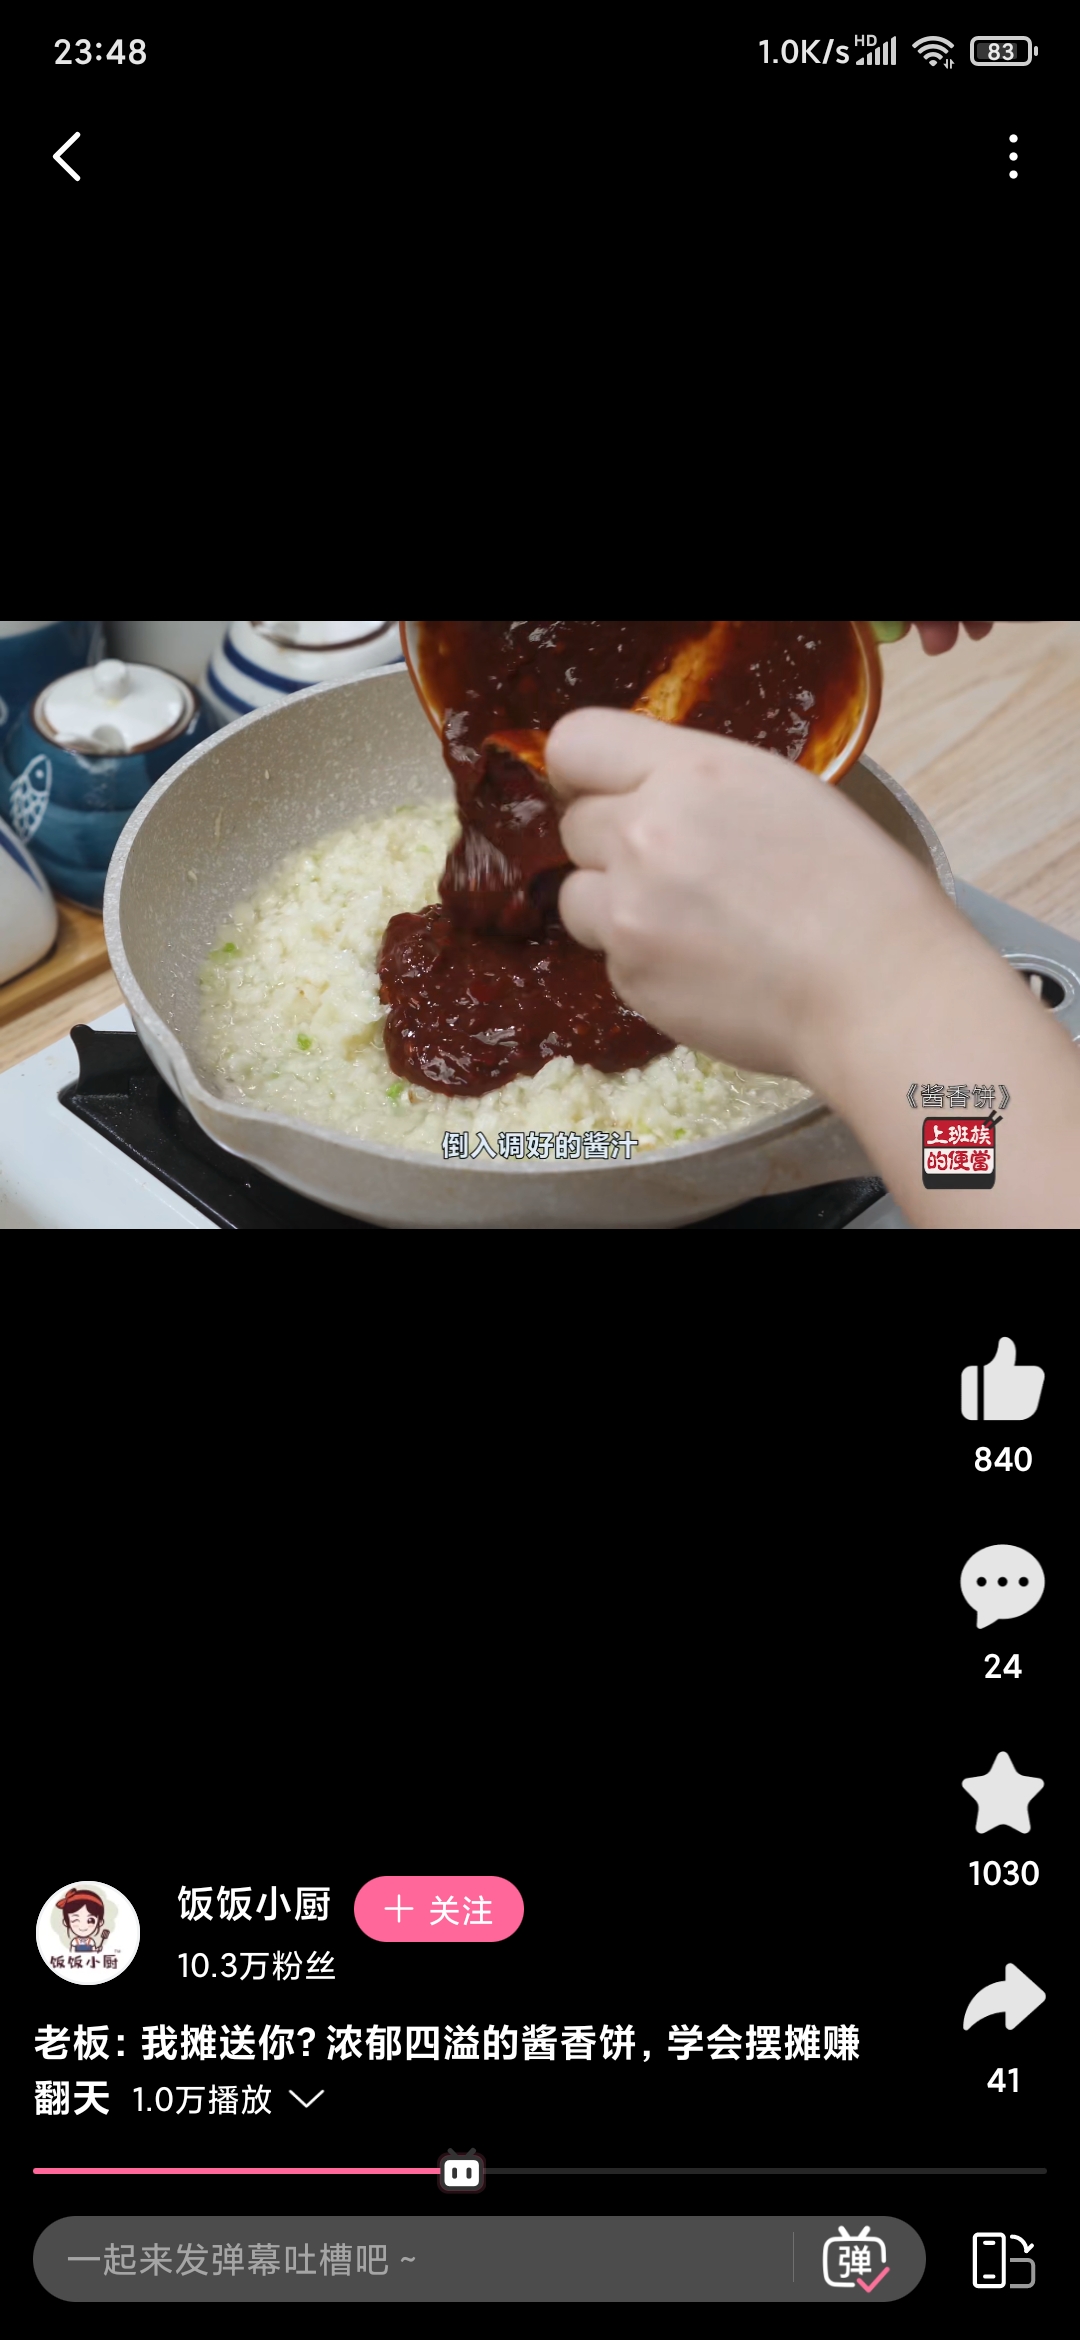 23:48
1.0K/s HD 83
倒入调好的酱汁
《酱香饼》
上班族
的便當
840
24
1030
41
饭饭小厨
饭饭小厨
+ 关注
10.3万粉丝
老板：我摊送你？浓郁四溢的酱香饼，学会摆摊赚
翻天 1.0万播放
一起来发弹幕吐槽吧 ~
弹